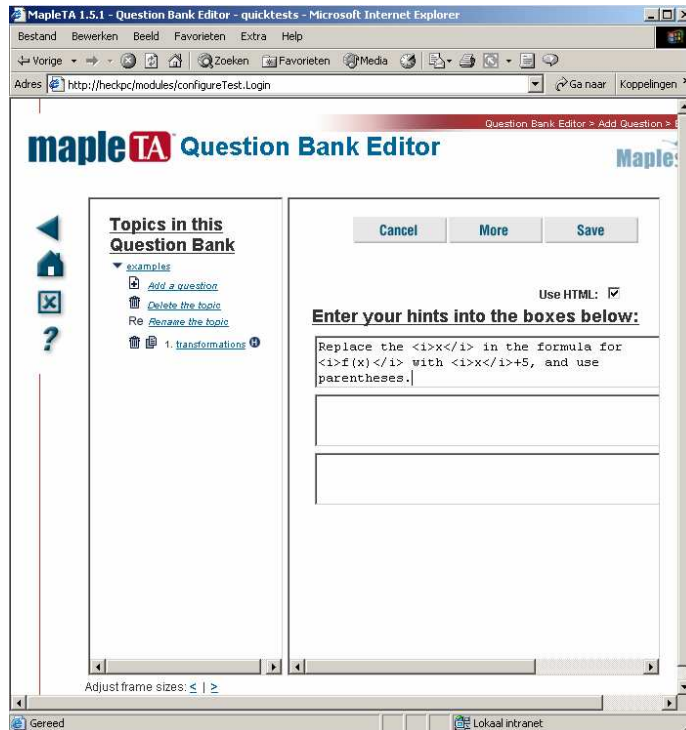 MapleTA 1.5.1 - Question Bank Editor - quicktests - Microsoft Internet Explorer
Bestand Bewerken Beeld Favorieten Extra Help
Vorige Zoeken Favorieten Media
Adres http://heckpc/modules/configureTest.Login Ga naar Koppelingen
Question Bank Editor > Add Question >
maple TA Question Bank Editor
Maple
Topics in this
Question Bank
examples
Add a question
Delete the topic
Re Rename the topic
1. transformations H
Cancel More Save
Use HTML:
Enter your hints into the boxes below:
Replace the <i>x</i> in the formula for
<i>f(x)</i> with <i>x</i>+5, and use
parentheses.
Adjust frame sizes: < | >
Gereed Lokaal intranet